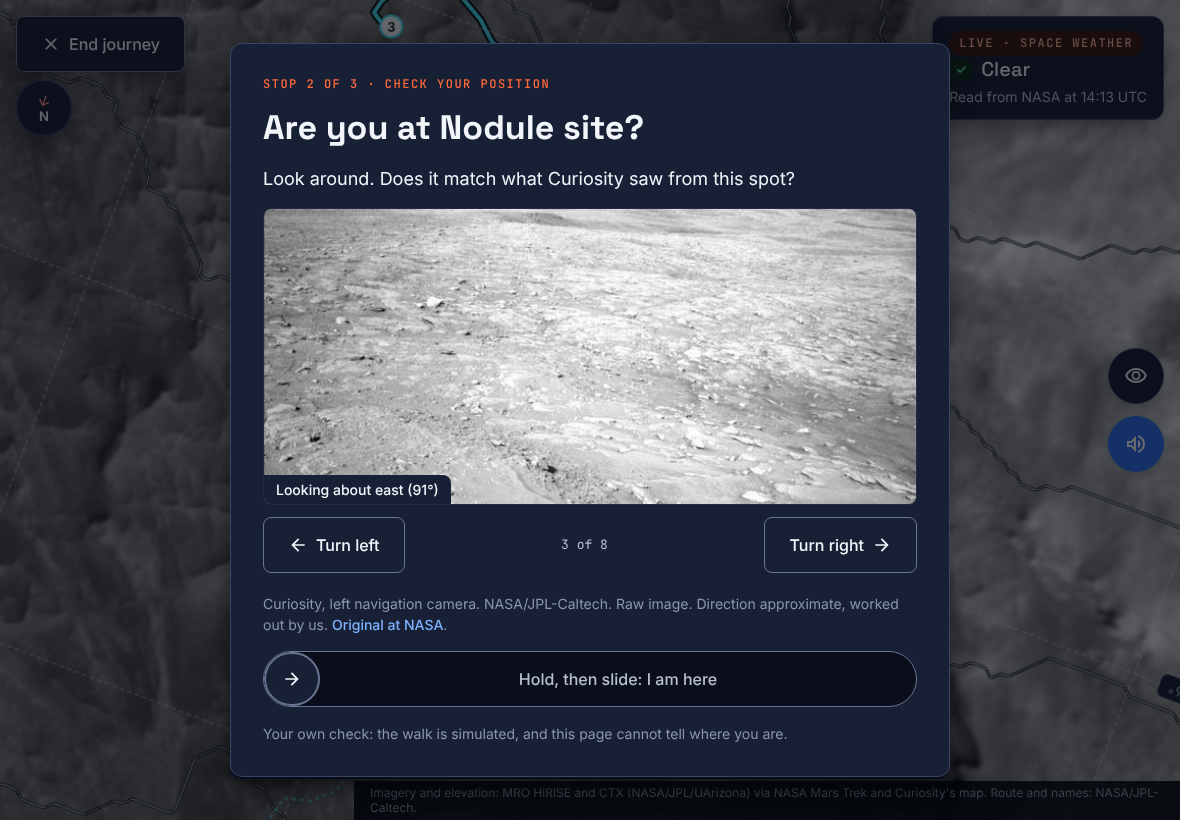 3
End journey
N
LIVE · SPACE WEATHER
Clear
Read from NASA at 14:13 UTC
STOP 2 OF 3 · CHECK YOUR POSITION
Are you at Nodule site?
Look around. Does it match what Curiosity saw from this spot?
Looking about east (91°)
Turn left
3 of 8
Turn right
Curiosity, left navigation camera. NASA/JPL-Caltech. Raw image. Direction approximate, worked
out by us. Original at NASA.
Hold, then slide: I am here
Your own check: the walk is simulated, and this page cannot tell where you are.
Imagery and elevation: MRO HiRISE and CTX (NASA/JPL/UArizona) via NASA Mars Trek and Curiosity's map. Route and names: NASA/JPL-
Caltech.